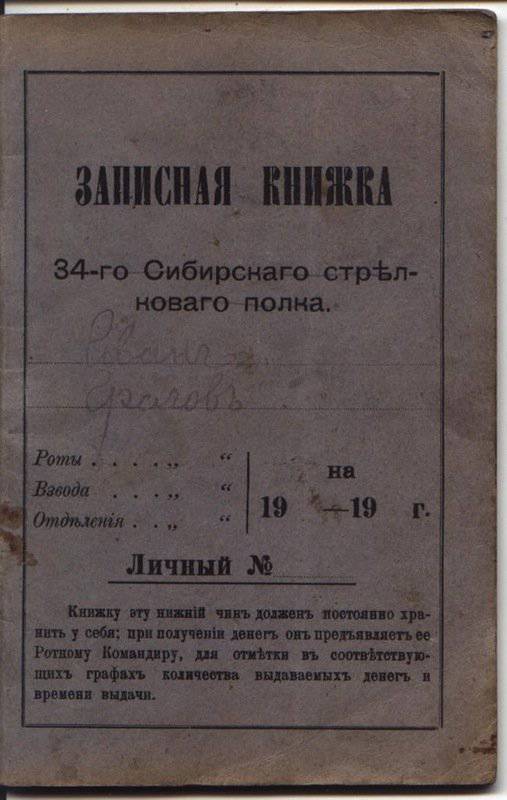 ЗАПИСНАЯ КНИЖКА
34-го Сибирскаго стрѣл-
коваго полка.
Иванъ
Роты . . . . „ “
Взвода . . . „ “
Отдѣленія . . „ “
на
19 —19 г.
Личный №
Книжку эту нижній чинъ долженъ постоянно хра-
нить у себя; при полученіи денегъ онъ предъявляетъ ее
Ротному Командиру, для отмѣтки въ соотвѣтствую-
щихъ графахъ количества выдаваемыхъ денегъ и
времени выдачи.